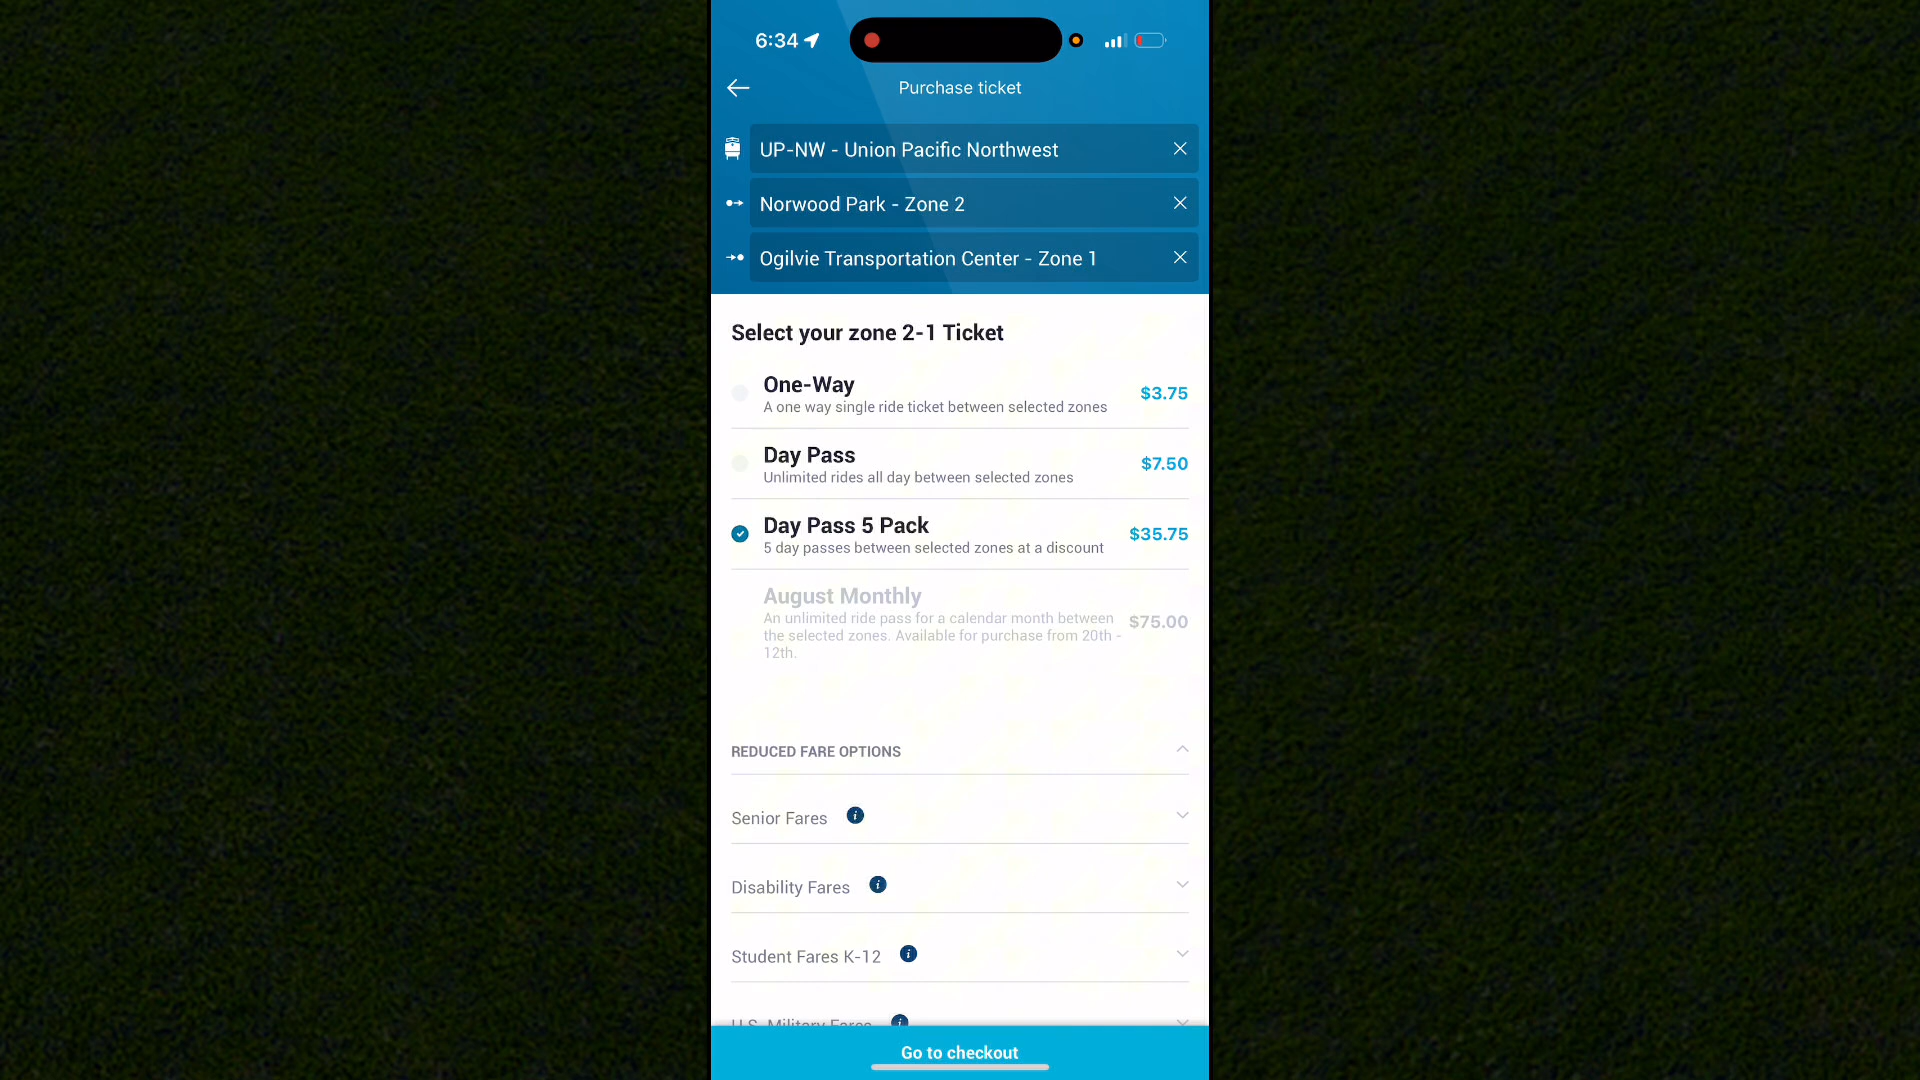 6:34
Purchase ticket
UP-NW - Union Pacific Northwest
Norwood Park - Zone 2
Ogilvie Transportation Center - Zone 1
Select your zone 2-1 Ticket
One-Way
A one way single ride ticket between selected zones
$3.75
Day Pass
Unlimited rides all day between selected zones
$7.50
Day Pass 5 Pack
5 day passes between selected zones at a discount
$35.75
August Monthly
An unlimited ride pass for a calendar month between
the selected zones. Available for purchase from 20th -
12th.
$75.00
REDUCED FARE OPTIONS
Senior Fares
Disability Fares
Student Fares K-12
U.S. Military Fares
Go to checkout